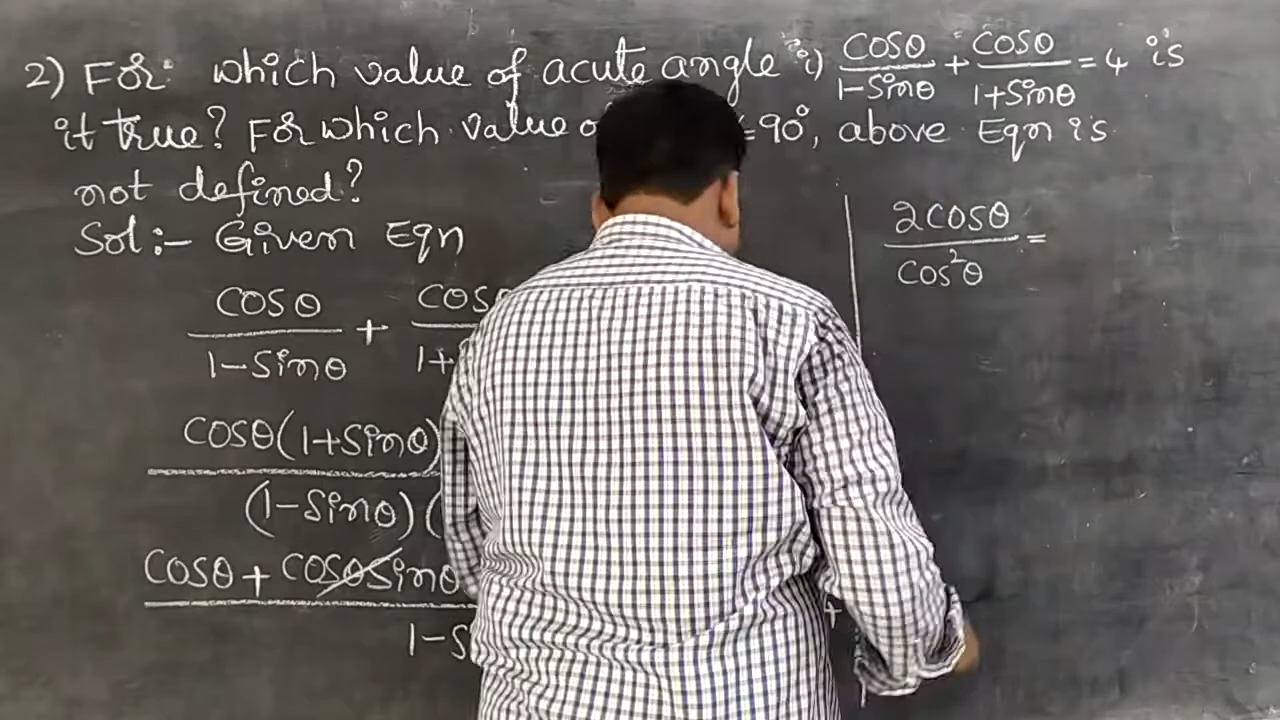 2) For which value of acute angle i) cosθ/1-sinθ + cosθ/1+sinθ = 4 is
it true? For which value =90°, above Eqn is
not defined?
Sol:- Given Eqn
cosθ/1-sinθ +
cosθ(1+sinθ)
(1-sinθ)(
cosθ + cosθsinθ
1-s
2cosθ/cos²θ =